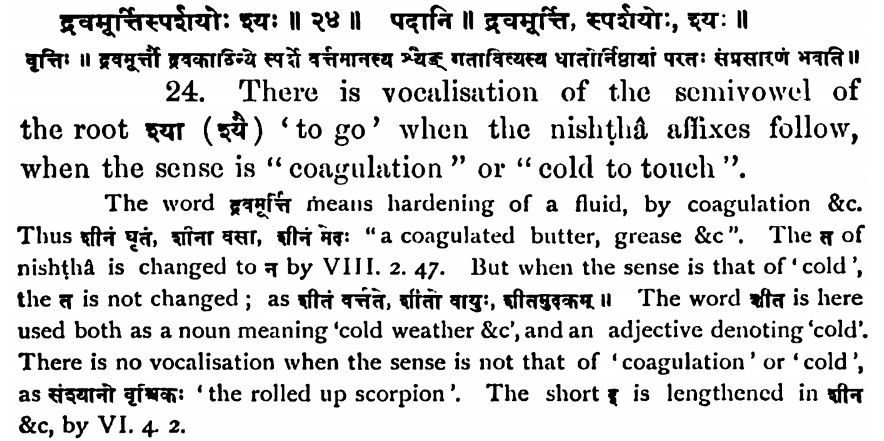 द्रवमूर्त्तिस्पर्शयोः श्यः ॥ २४ ॥ पदानि ॥ द्रवमूर्त्ति, स्पर्शयोः, श्यः ॥
वृत्तिः ॥ द्रवमूर्त्तौ द्रवकाठिन्ये स्पर्शे वर्त्तमानस्य श्यैङ् गतावित्यस्य धातोर्निष्ठायां परतः संप्रसारणं भवति ॥
24. There is vocalisation of the semivowel of
the root श्या (श्यै) ‘to go’ when the nishṭhâ affixes follow,
when the sense is “coagulation” or “cold to touch”.
The word द्रवमूर्त्ति means hardening of a fluid, by coagulation &c.
Thus शीनं घृतं, शीना वसा, शीनं मेदः “a coagulated butter, grease &c”. The त of
nishṭhâ is changed to न by VIII. 2. 47. But when the sense is that of ‘cold’,
the त is not changed; as शीतं वर्त्तते, शीतो वायुः, शीतमुदकम् ॥ The word शीत is here
used both as a noun meaning ‘cold weather &c’, and an adjective denoting ‘cold’.
There is no vocalisation when the sense is not that of ‘coagulation’ or ‘cold’,
as संश्यानो वृश्चिकः ‘the rolled up scorpion’. The short इ is lengthened in शीन
&c, by VI. 4. 2.